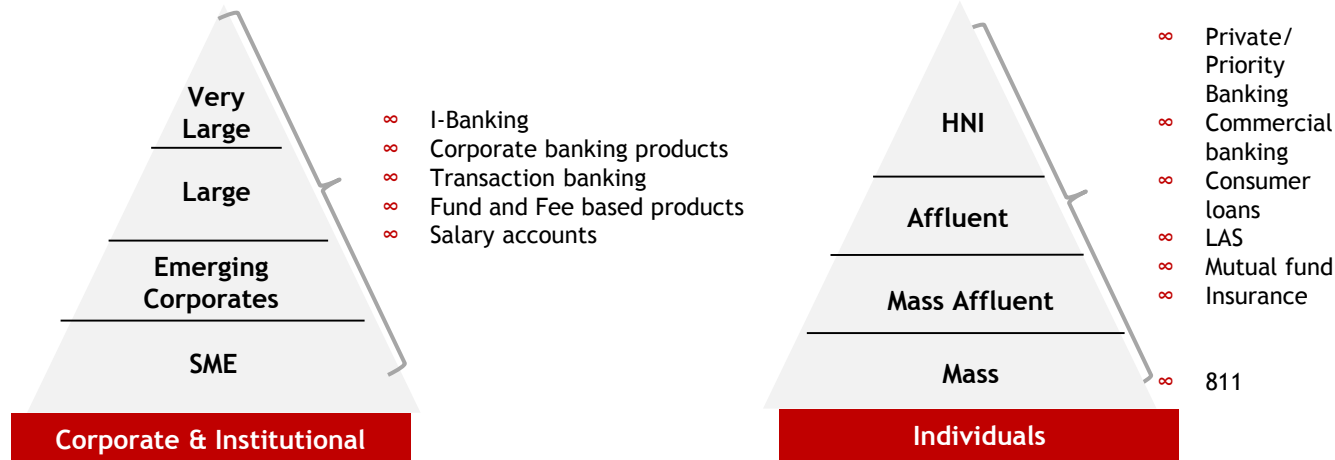 Very
Large
Large
Emerging
Corporates
SME
Corporate & Institutional
∞ I-Banking
∞ Corporate banking products
∞ Transaction banking
∞ Fund and Fee based products
∞ Salary accounts
HNI
Affluent
Mass Affluent
Mass
Individuals
∞ Private/
Priority
Banking
∞ Commercial
banking
∞ Consumer
loans
∞ LAS
∞ Mutual fund
∞ Insurance
∞ 811